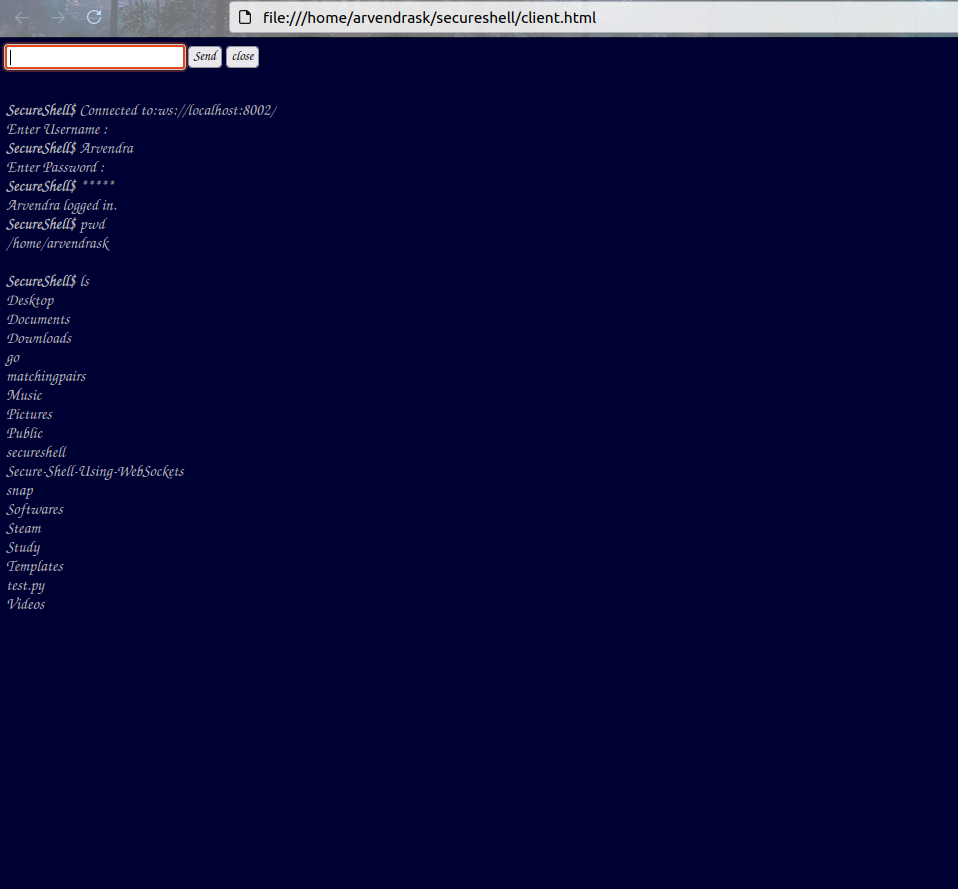 file:///home/arvendrask/secureshell/client.html
Send close
SecureShell$ Connected to:ws://localhost:8002/
Enter Username :
SecureShell$ Arvendra
Enter Password :
SecureShell$ *****
Arvendra logged in.
SecureShell$ pwd
/home/arvendrask
SecureShell$ ls
Desktop
Documents
Downloads
go
matchingpairs
Music
Pictures
Public
secureshell
Secure-Shell-Using-WebSockets
snap
Softwares
Steam
Study
Templates
test.py
Videos